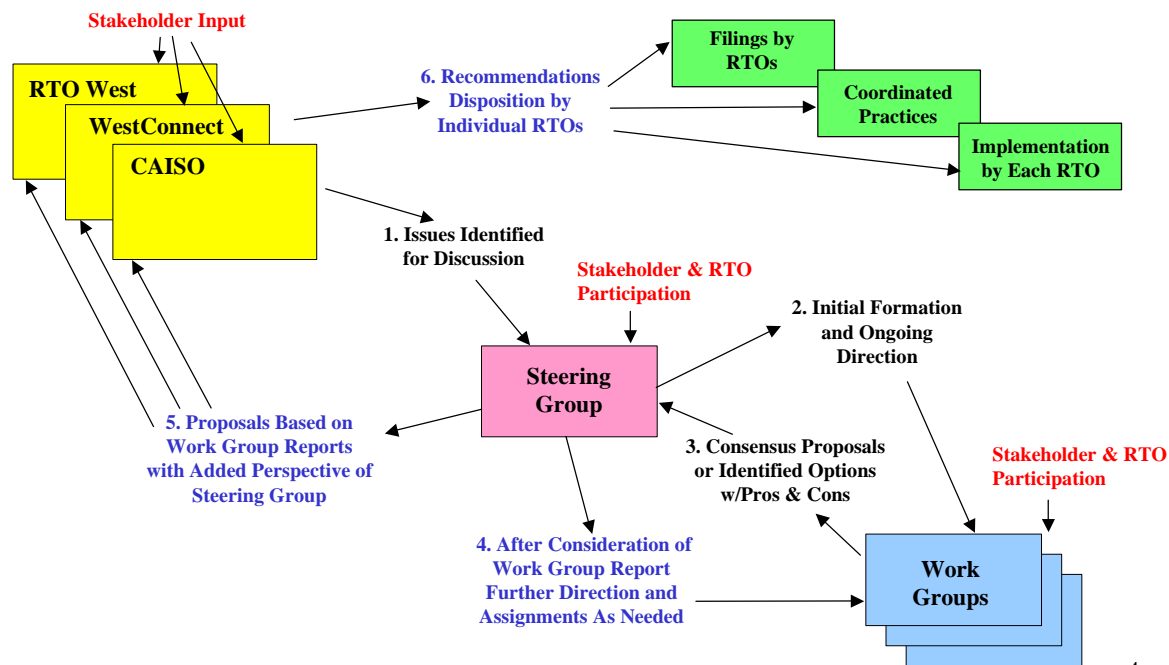 Stakeholder Input
RTO West
WestConnect
CAISO
6. Recommendations
Disposition by
Individual RTOs
Filings by
RTOs
Coordinated
Practices
Implementation
by Each RTO
1. Issues Identified
for Discussion
Stakeholder & RTO
Participation
Steering
Group
2. Initial Formation
and Ongoing
Direction
3. Consensus Proposals
or Identified Options
w/Pros & Cons
Stakeholder & RTO
Participation
5. Proposals Based on
Work Group Reports
with Added Perspective of
Steering Group
4. After Consideration of
Work Group Report
Further Direction and
Assignments As Needed
Work
Groups